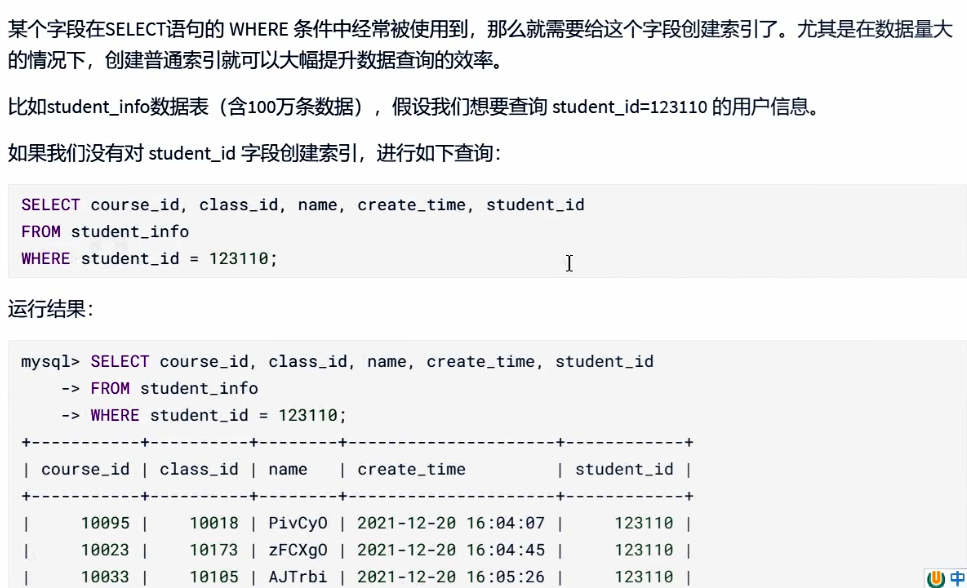 某个字段在SELECT语句的 WHERE 条件中经常被使用到，那么就需要给这个字段创建索引了。尤其是在数据量大
的情况下，创建普通索引就可以大幅提升数据查询的效率。
比如student_info数据表（含100万条数据），假设我们想要查询 student_id=123110 的用户信息。
如果我们没有对 student_id 字段创建索引，进行如下查询：
SELECT course_id, class_id, name, create_time, student_id
FROM student_info
WHERE student_id = 123110;
运行结果：
mysql> SELECT course_id, class_id, name, create_time, student_id
    -> FROM student_info
    -> WHERE student_id = 123110;
+-----------+----------+--------+---------------------+------------+
| course_id | class_id | name   | create_time         | student_id |
+-----------+----------+--------+---------------------+------------+
|     10095 |    10018 | PivCyO | 2021-12-20 16:04:07 |     123110 |
|     10023 |    10173 | zFCXgO | 2021-12-20 16:04:45 |     123110 |
|     10033 |    10105 | AJTrbi | 2021-12-20 16:05:26 |     123110 |
中